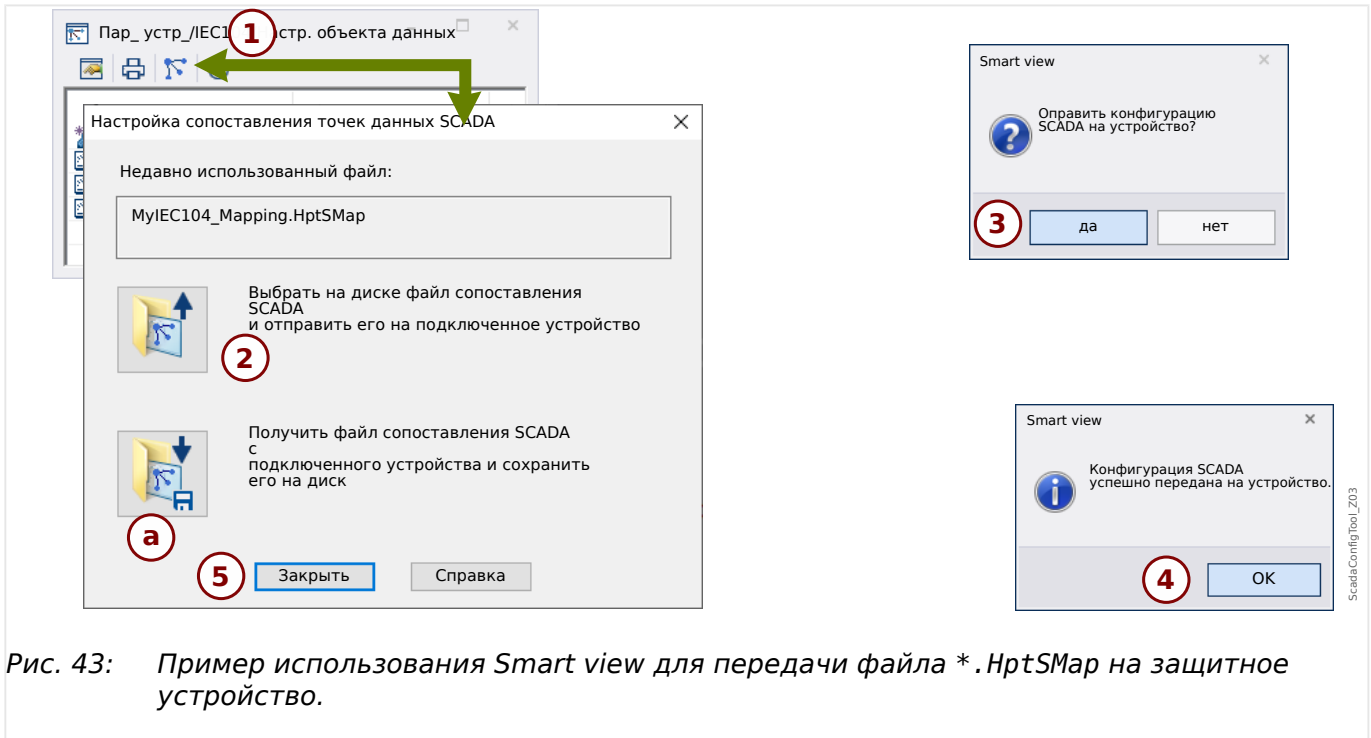 Пар_ устр_/IEC1 стр. объекта данных
1
Настройка сопоставления точек данных SCADA
Недавно использованный файл:
MyIEC104_Mapping.HptSMap
Выбрать на диске файл сопоставления
SCADA
и отправить его на подключенное устройство
2
Получить файл сопоставления SCADA
с
подключенного устройства и сохранить
его на диск
a
5
Закрыть
Справка
Smart view
Оправить конфигурацию
SCADA на устройство?
3
да
нет
Smart view
Конфигурация SCADA
успешно передана на устройство.
4
OK
ScadaConfigTool_Z03
Рис. 43: Пример использования Smart view для передачи файла *.HptSMap на защитное
устройство.